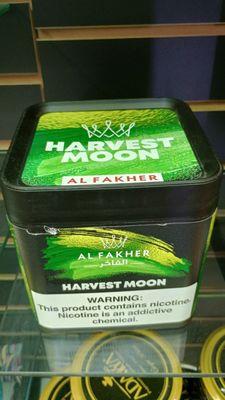 HARVEST
MOON
AL FAKHER
AL FAKHER
الفاخر
HARVEST MOON
WARNING:
This product contains nicotine.
Nicotine is an addictive
chemical.